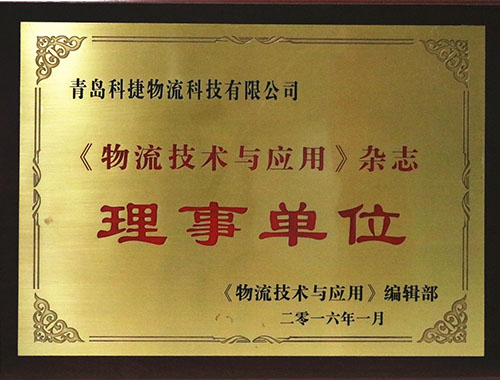 青岛科捷物流科技有限公司
《物流技术与应用》杂志
理事单位
《物流技术与应用》编辑部
二零一六年一月